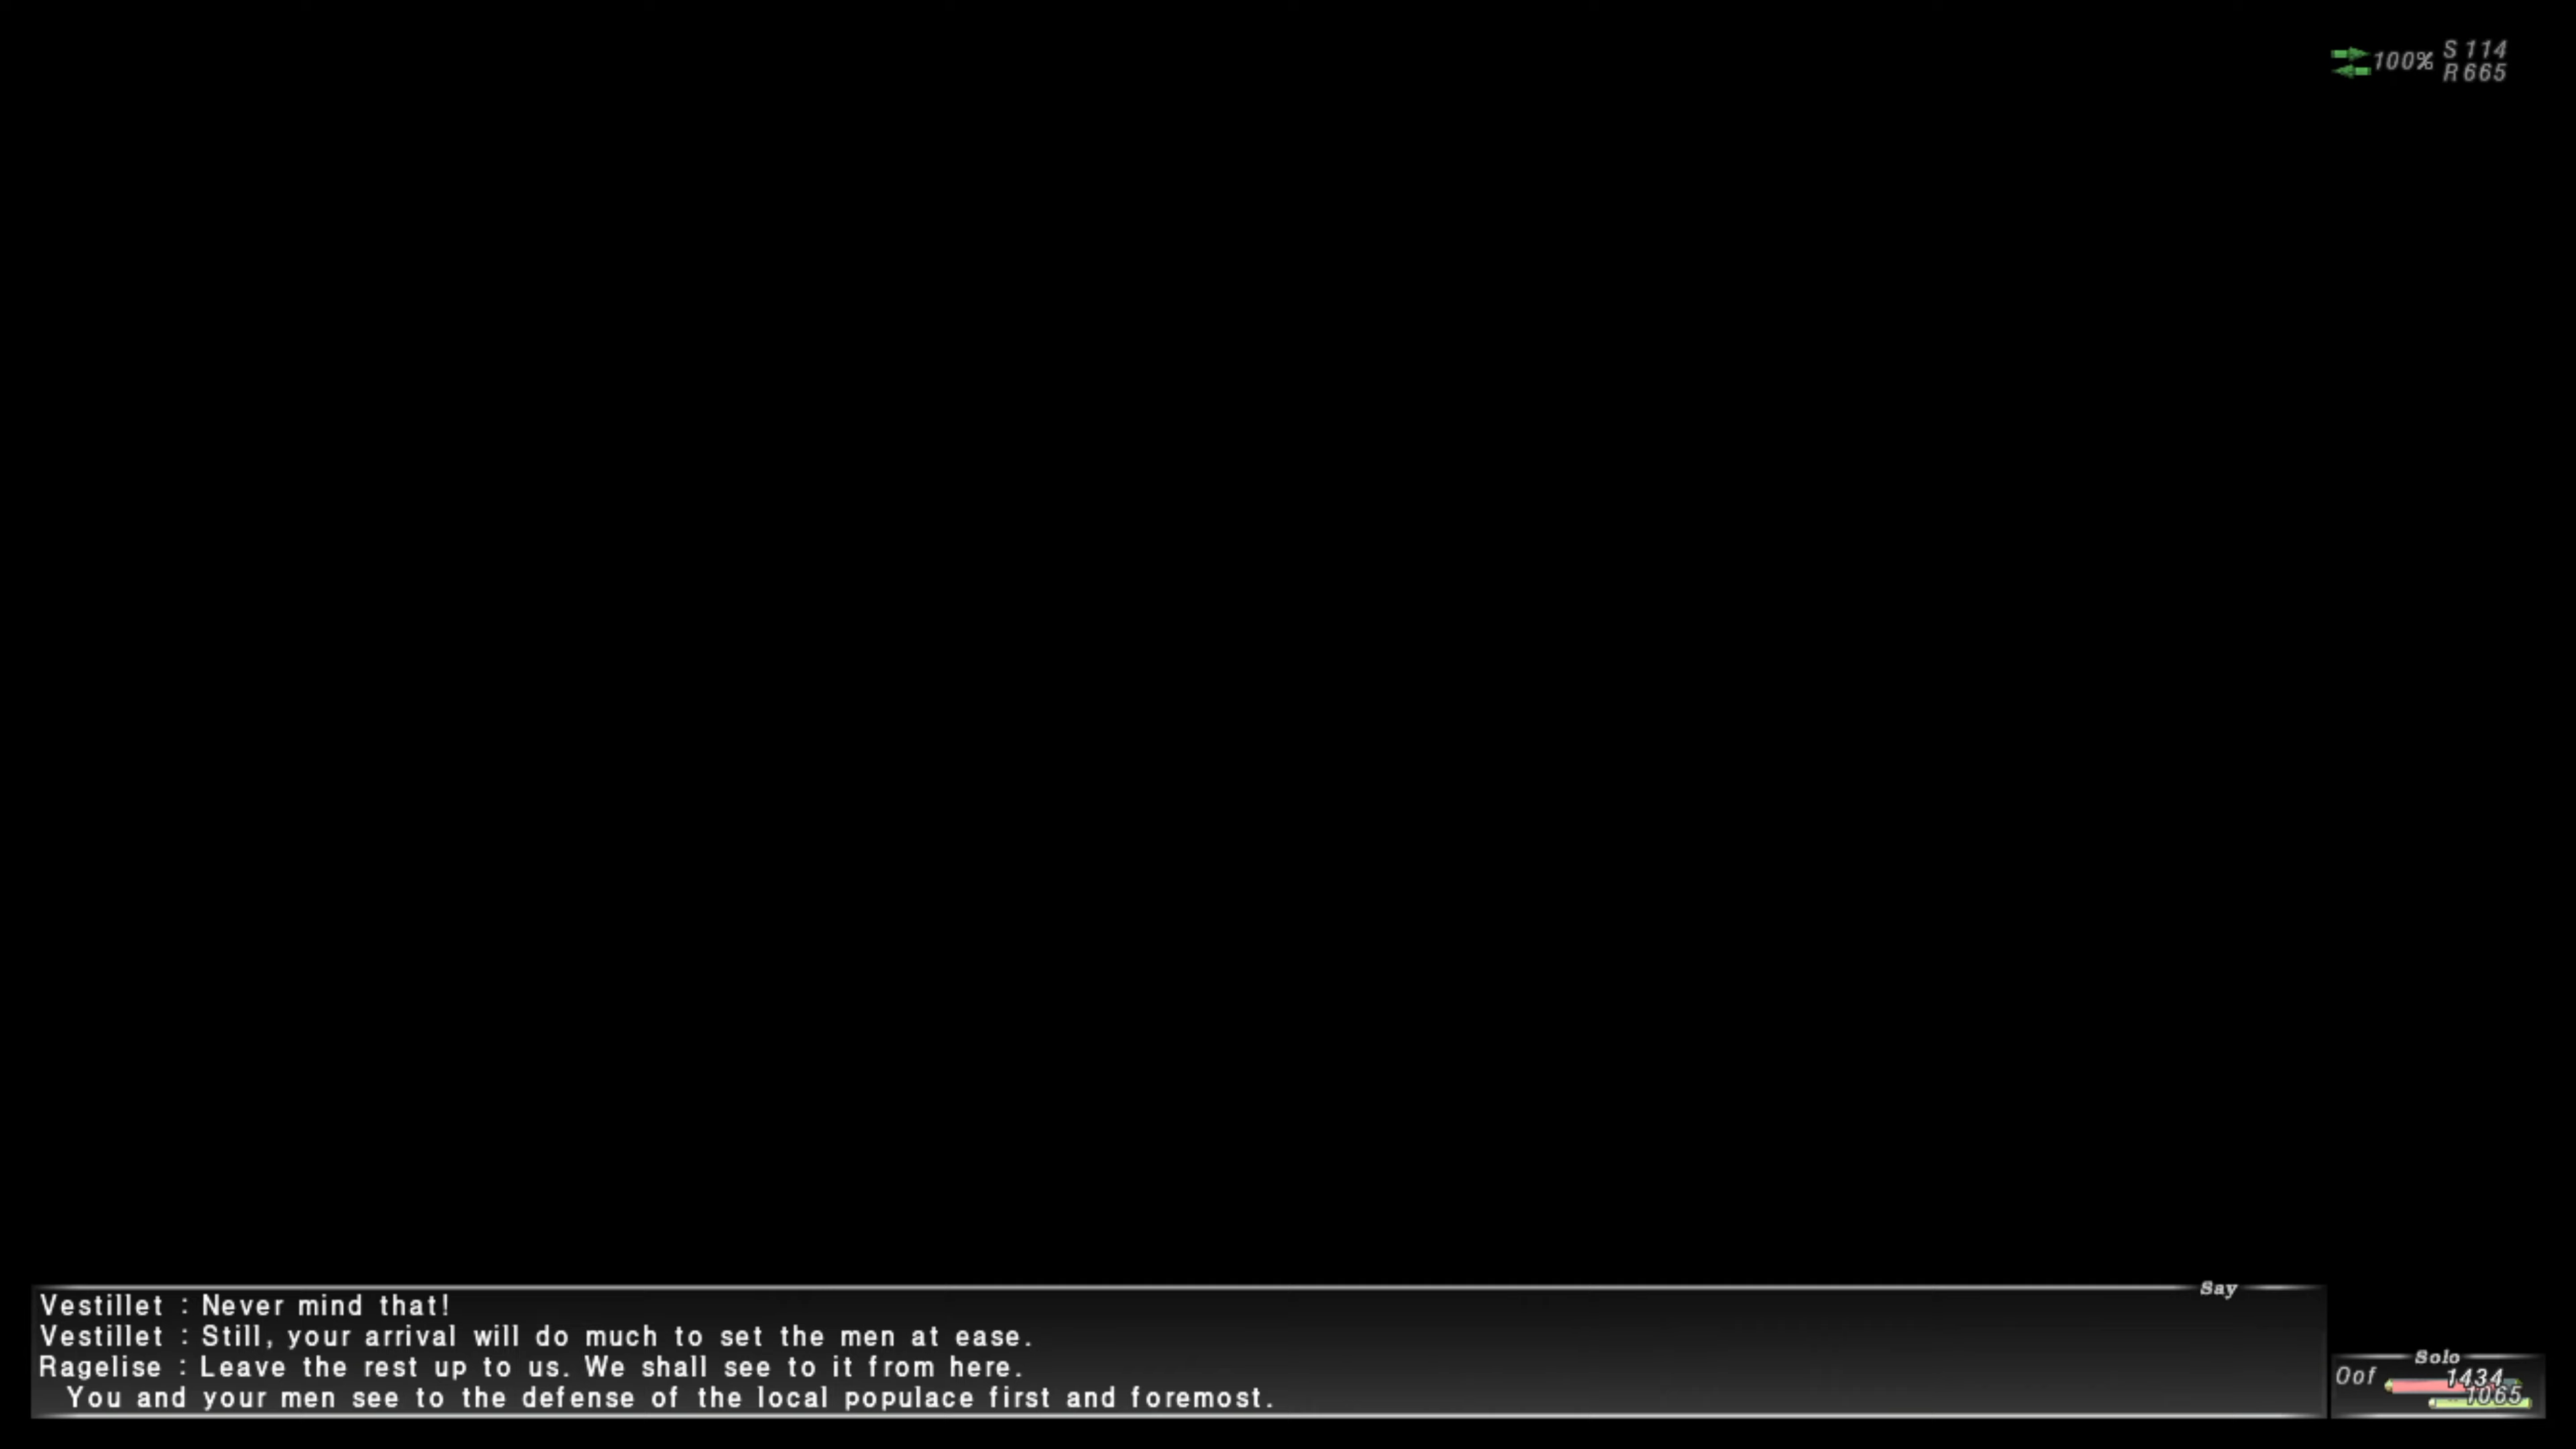 100% S 114
R 665
Say
Vestillet : Never mind that!
Vestillet : Still, your arrival will do much to set the men at ease.
Ragelise : Leave the rest up to us. We shall see to it from here.
You and your men see to the defense of the local populace first and foremost.
Solo
Oof 1434
1065